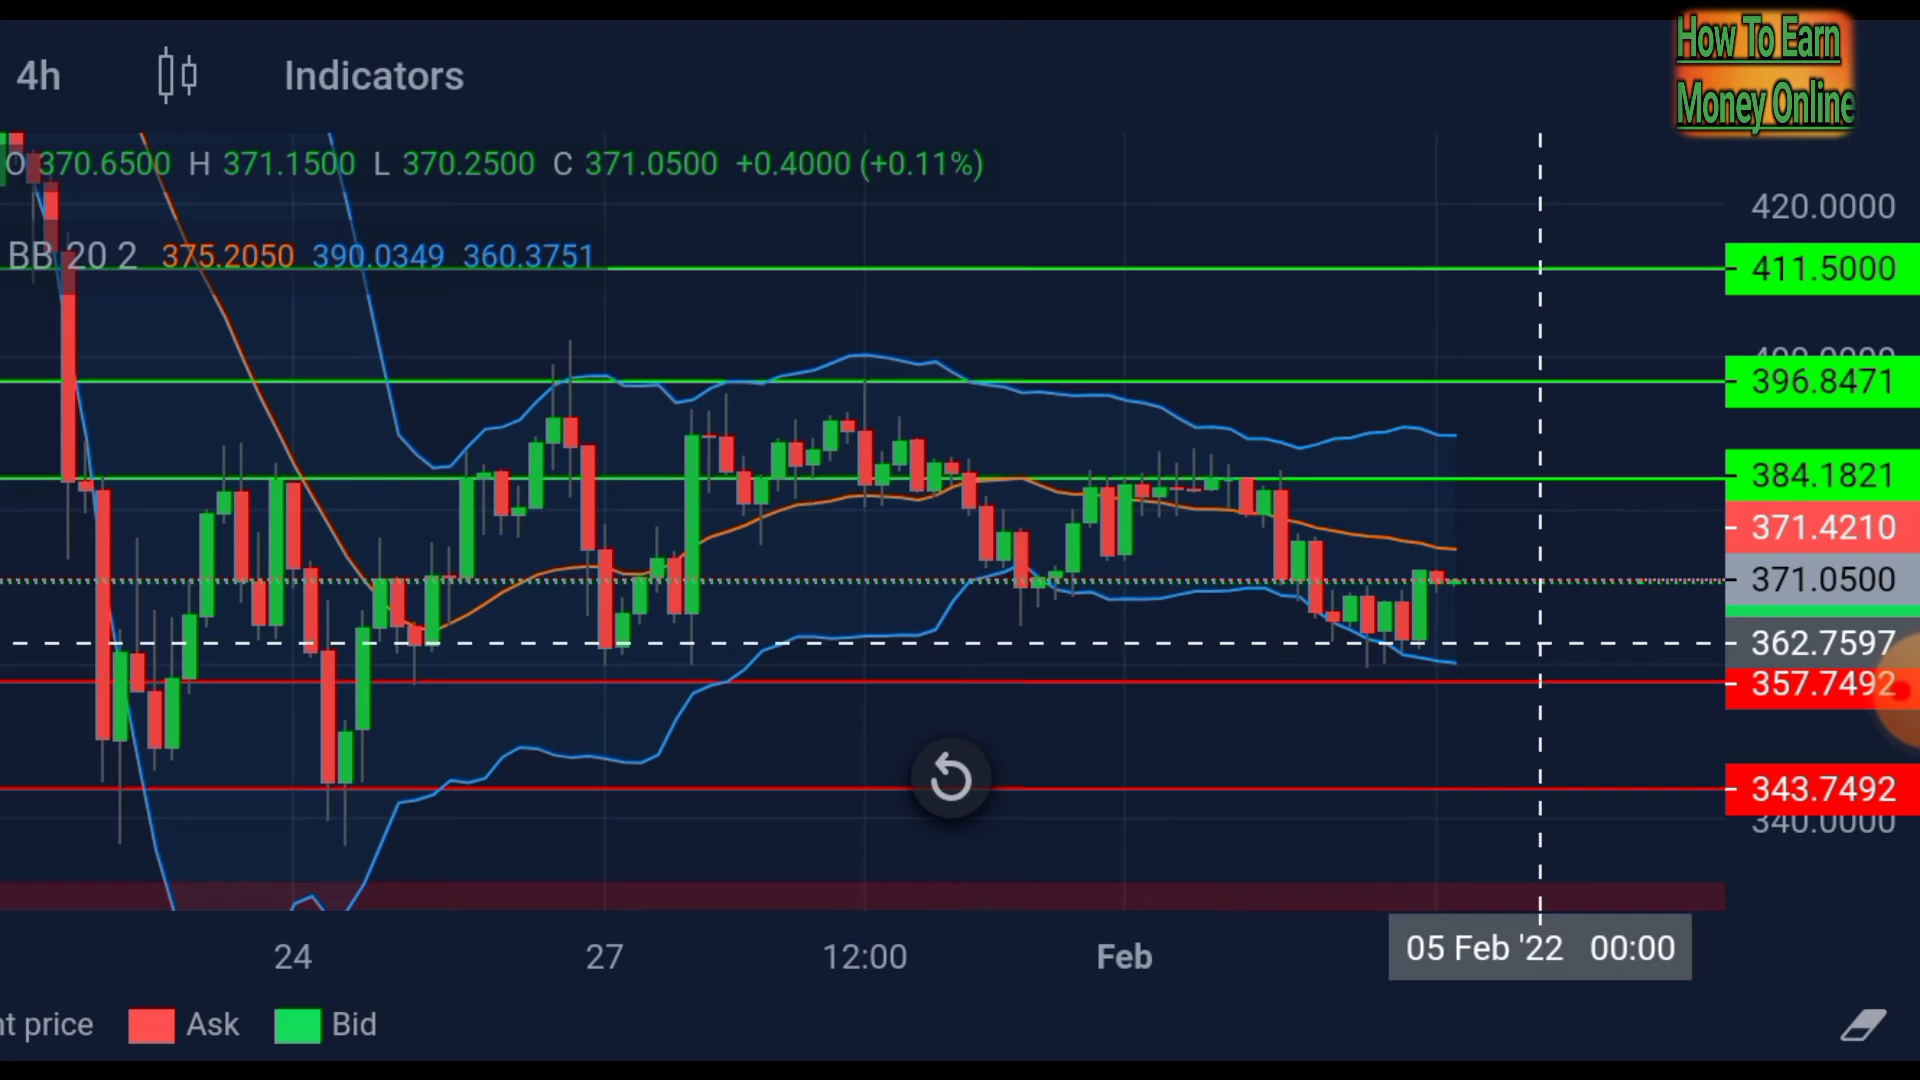 How To Earn
Money Online
4h Indicators
O 370.6500 H 371.1500 L 370.2500 C 371.0500 +0.4000 (+0.11%)
420.0000
BB 20 2 375.2050 390.0349 360.3751
411.5000
396.8471
384.1821
371.4210
371.0500
362.7597
357.7492
343.7492
340.0000
24 27 12:00 Feb 05 Feb '22 00:00
nt price Ask Bid